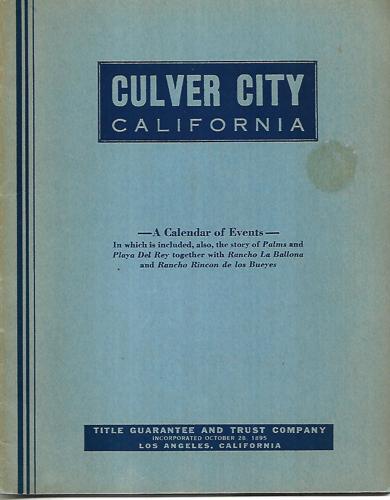 CULVER CITY
CALIFORNIA
—A Calendar of Events—
In which is included, also, the story of Palms and
Playa Del Rey together with Rancho La Ballona
and Rancho Rincon de los Bueyes
TITLE GUARANTEE AND TRUST COMPANY
INCORPORATED OCTOBER 28, 1895
LOS ANGELES, CALIFORNIA